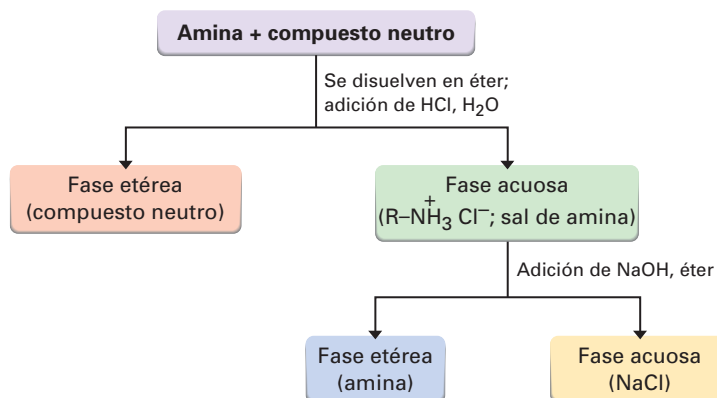 Amina + compuesto neutro
Se disuelven en éter;
adición de HCl, H₂O
Fase etérea
(compuesto neutro)
Fase acuosa
(R–N⁺H₃ Cl⁻; sal de amina)
Adición de NaOH, éter
Fase etérea
(amina)
Fase acuosa
(NaCl)